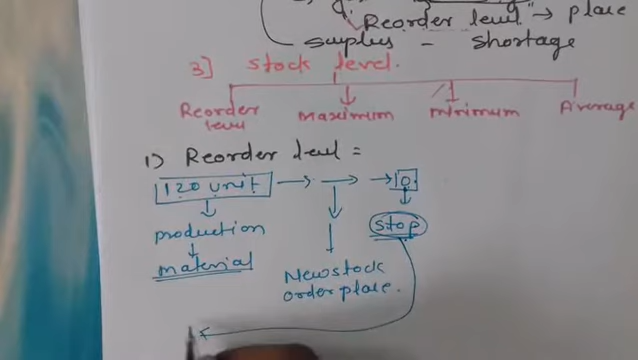 "Reorder level" → place
surplus - shortage
3] Stock level.
Reorder level
Maximum
Minimum
Average
1) Reorder level =
120 unit → → 0.
production
material
New stock
order place.
stop